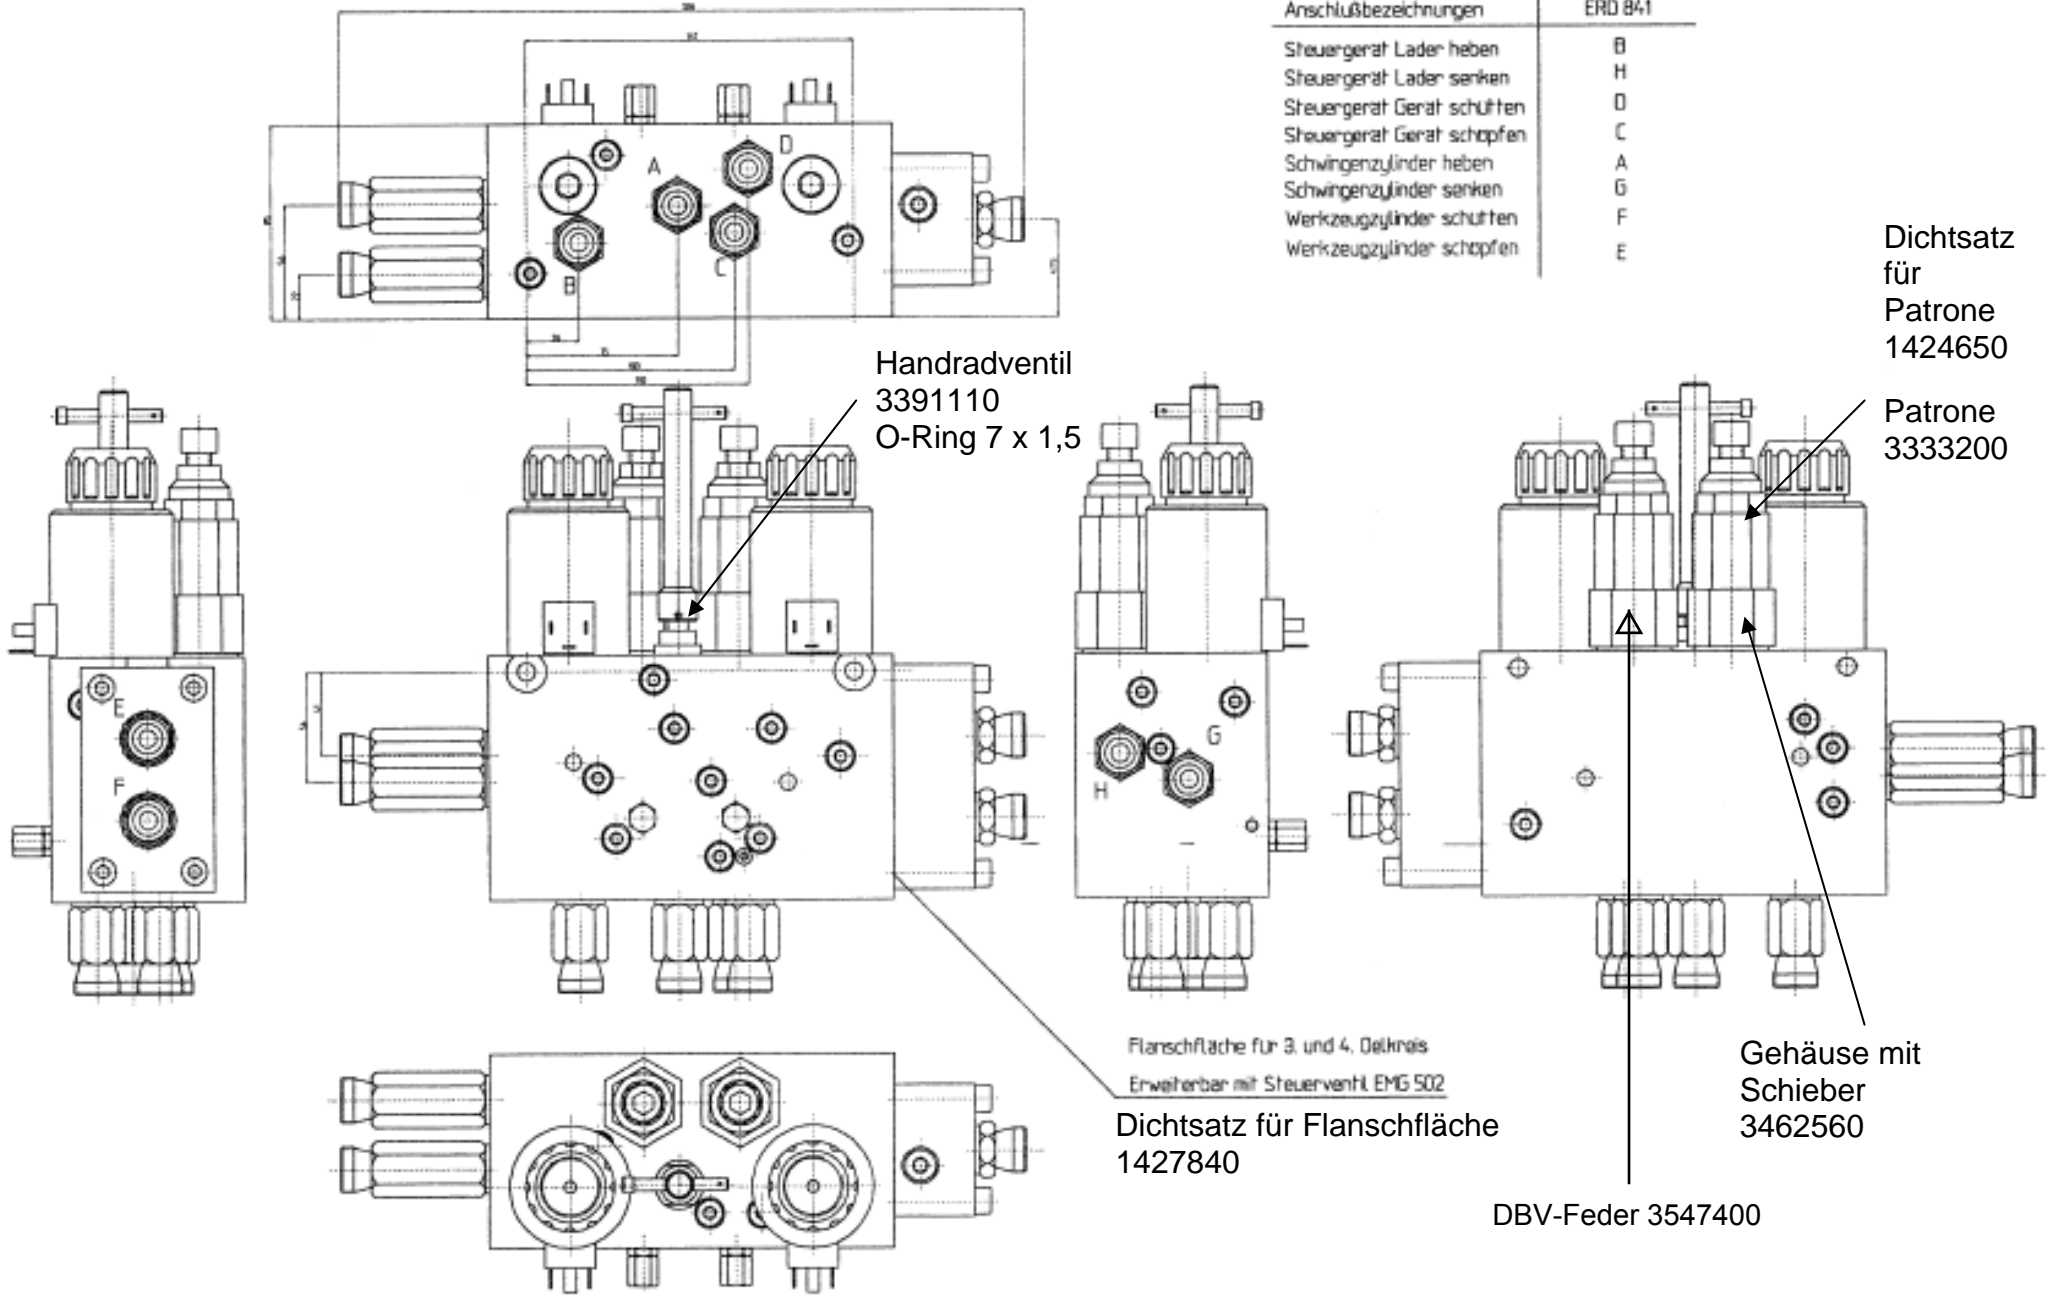 Anschlußbezeichnungen ERD 841
Steuergerät Lader heben B
Steuergerät Lader senken H
Steuergerät Gerät schütten D
Steuergerät Gerät schöpfen C
Schwingenzylinder heben A
Schwingenzylinder senken G
Werkzeugzylinder schütten F
Werkzeugzylinder schöpfen E
A
D
B
C
Dichtsatz
für
Patrone
1424650
Patrone
3333200
Handradventil
3391110
O-Ring 7 x 1,5
E
F
G
H
Flanschfläche für 3. und 4. Oelkreis
Erweiterbar mit Steuerventil EMG 502
Dichtsatz für Flanschfläche
1427840
Gehäuse mit
Schieber
3462560
DBV-Feder 3547400